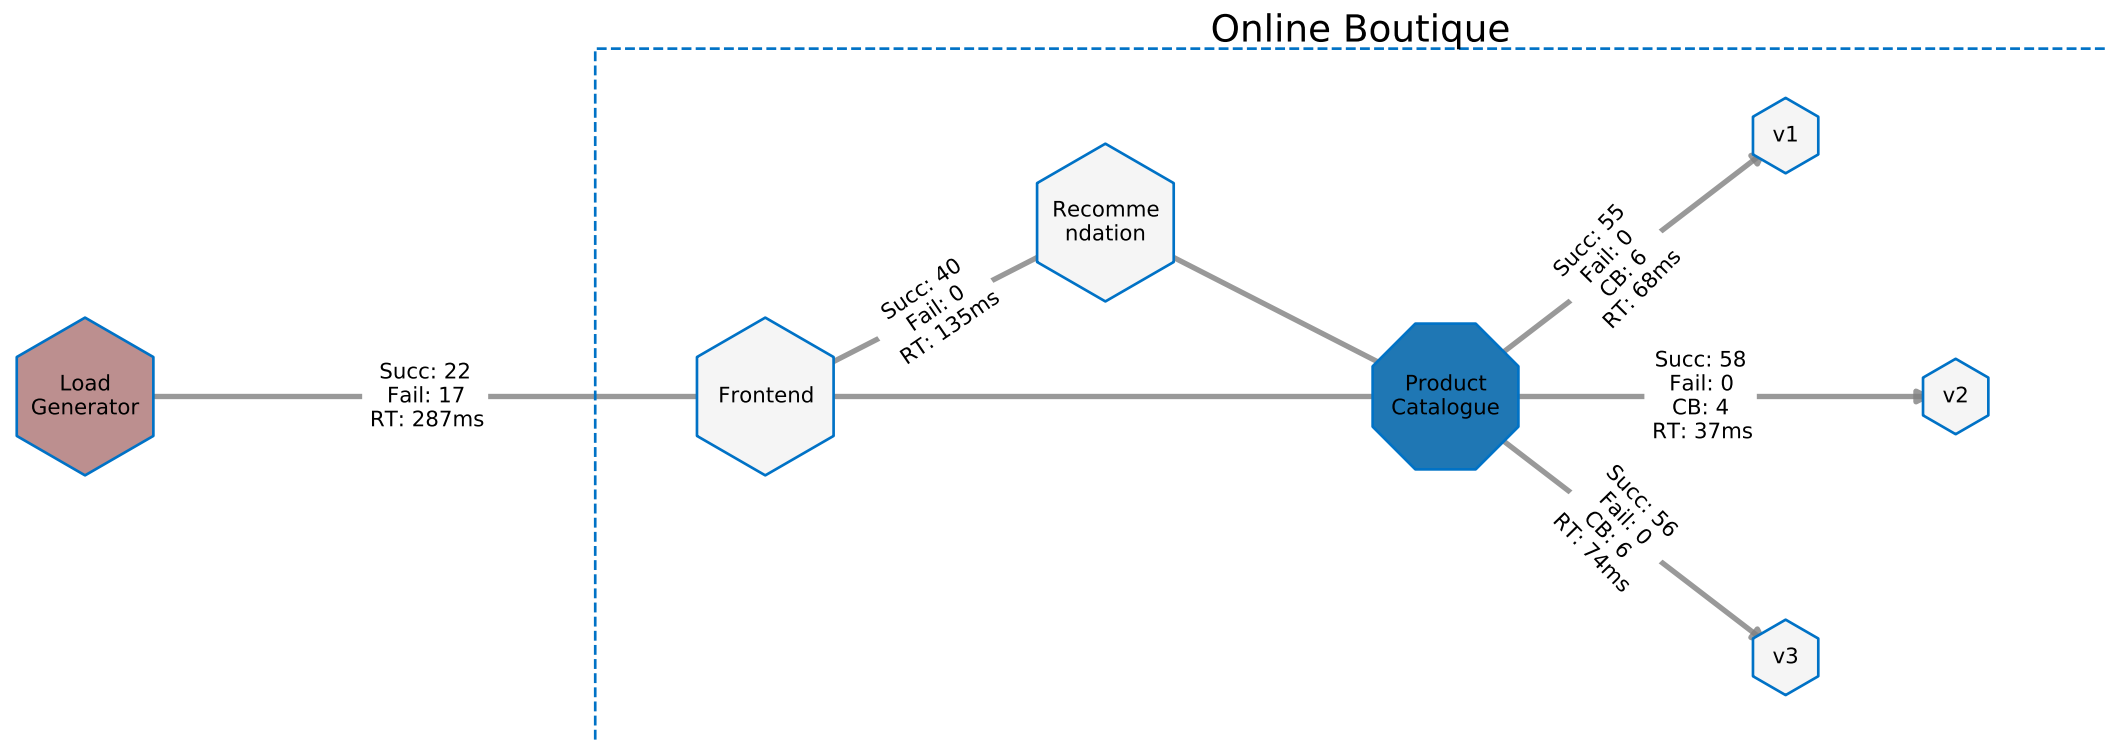 Online Boutique
Load
Generator
Succ: 22
Fail: 17
RT: 287ms
Frontend
Succ: 40
Fail: 0
RT: 135ms
Recomme
ndation
Product
Catalogue
Succ: 55
Fail: 0
CB: 6
RT: 68ms
v1
Succ: 58
Fail: 0
CB: 4
RT: 37ms
v2
Succ: 56
Fail: 0
CB: 6
RT: 74ms
v3